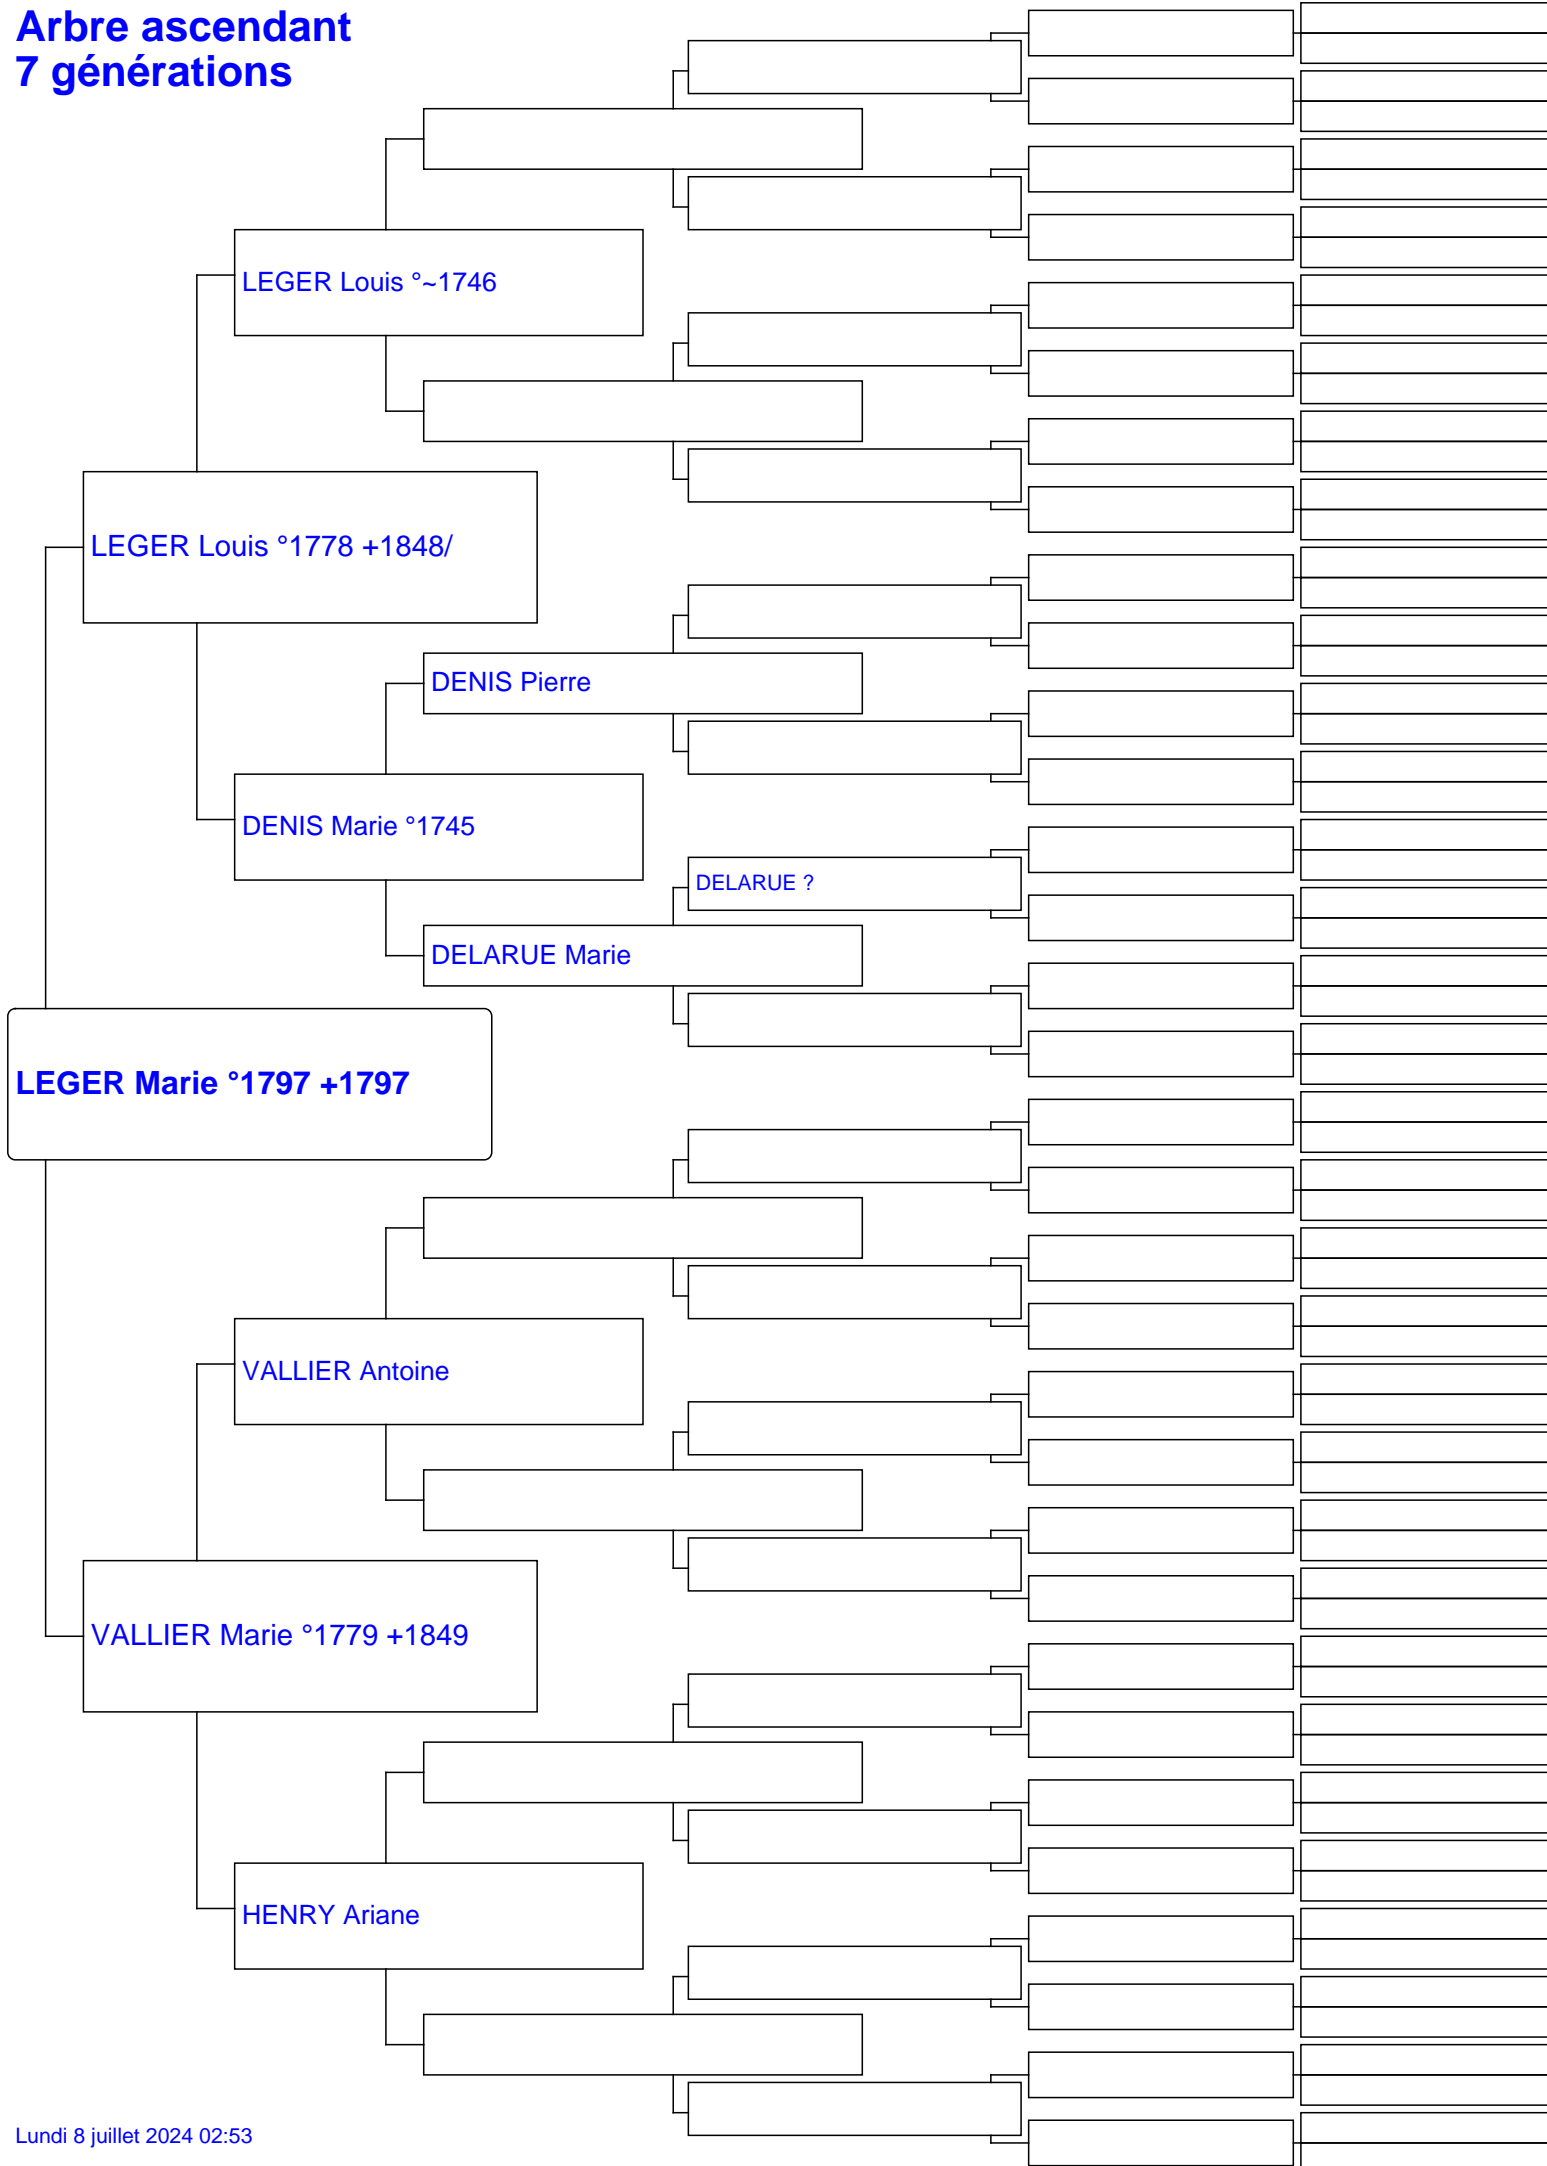 Arbre ascendant
7 générations
LEGER Louis °~1746
LEGER Louis °1778 +1848/
DENIS Pierre
DENIS Marie °1745
DELARUE ?
DELARUE Marie
LEGER Marie °1797 +1797
VALLIER Antoine
VALLIER Marie °1779 +1849
HENRY Ariane
Lundi 8 juillet 2024 02:53